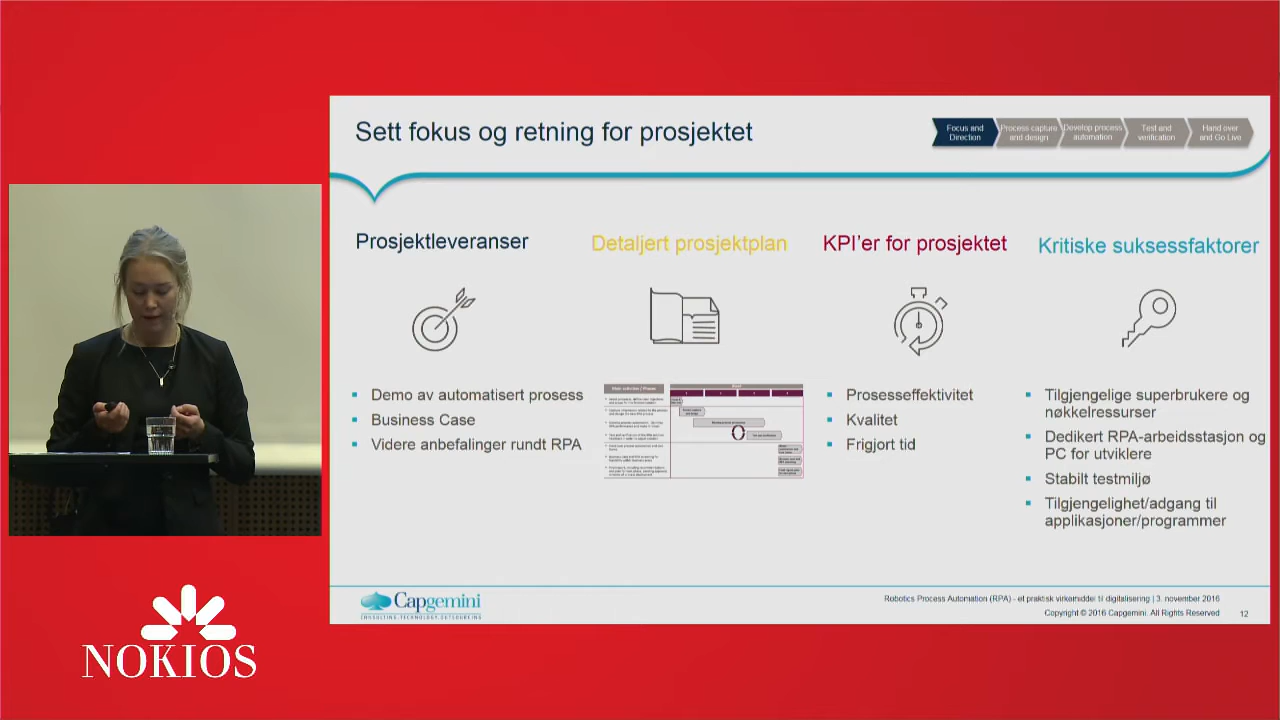 Sett fokus og retning for prosjektet
Focus and
Direction
Process capture
and design
Develop process
automation
Test and
verification
Hand over
and Go Live
Prosjektleveranser
Demo av automatisert prosess
Business Case
Videre anbefalinger rundt RPA
Detaljert prosjektplan
KPI'er for prosjektet
Prosesseffektivitet
Kvalitet
Frigjort tid
Kritiske suksessfaktorer
Tilgjengelige superbrukere og
nøkkelressurser
Dedikert RPA-arbeidsstasjon og
PC for utviklere
Stabilt testmiljø
Tilgjengelighet/adgang til
applikasjoner/programmer
Capgemini
CONSULTING.TECHNOLOGY.OUTSOURCING
Robotics Process Automation (RPA) - et praktisk virkemiddel til digitalisering | 3. november 2016
Copyright © 2016 Capgemini. All Rights Reserved
12
NOKIOS